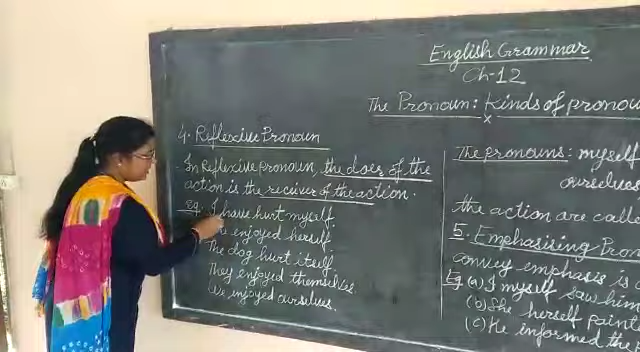 English Grammar
Ch-12
The Pronoun: Kinds of pronou
x
4. Reflexive Pronoun
- In Reflexive pronoun, the doer of the
action is the receiver of the action.
Eg. I have hurt myself.
e enjoyed herself.
The dog hurt itself.
They enjoyed themselves.
We enjoyed ourselves.
The pronouns: myself
ourselves
the action are calle
5. Emphasising Pron
convey emphasis is
Eg (a) I myself saw him
(b) She herself painte
(c) He informed the p